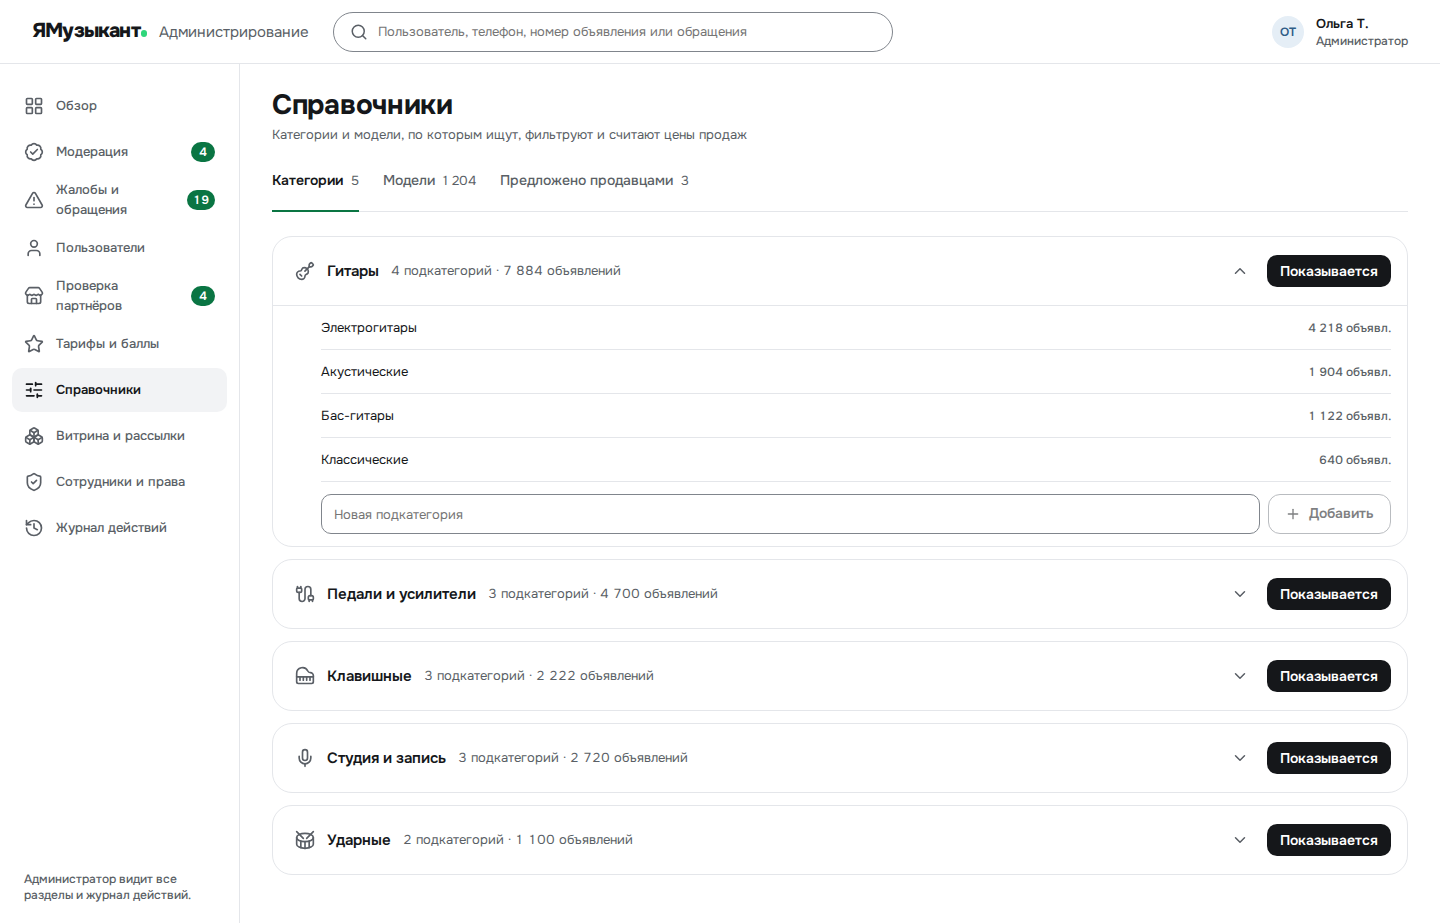 ЯМузыкант. Администрирование
Пользователь, телефон, номер объявления или обращения
ОТ
Ольга Т.
Администратор
Обзор
Модерация 4
Жалобы и обращения 19
Пользователи
Проверка партнёров 4
Тарифы и баллы
Справочники
Витрина и рассылки
Сотрудники и права
Журнал действий
Администратор видит все
разделы и журнал действий.
Справочники
Категории и модели, по которым ищут, фильтруют и считают цены продаж
Категории 5 Модели 1 204 Предложено продавцами 3
Гитары 4 подкатегорий · 7 884 объявлений Показывается
Электрогитары 4 218 объявл.
Акустические 1 904 объявл.
Бас-гитары 1 122 объявл.
Классические 640 объявл.
Новая подкатегория Добавить
Педали и усилители 3 подкатегорий · 4 700 объявлений Показывается
Клавишные 3 подкатегорий · 2 222 объявлений Показывается
Студия и запись 3 подкатегорий · 2 720 объявлений Показывается
Ударные 2 подкатегорий · 1 100 объявлений Показывается